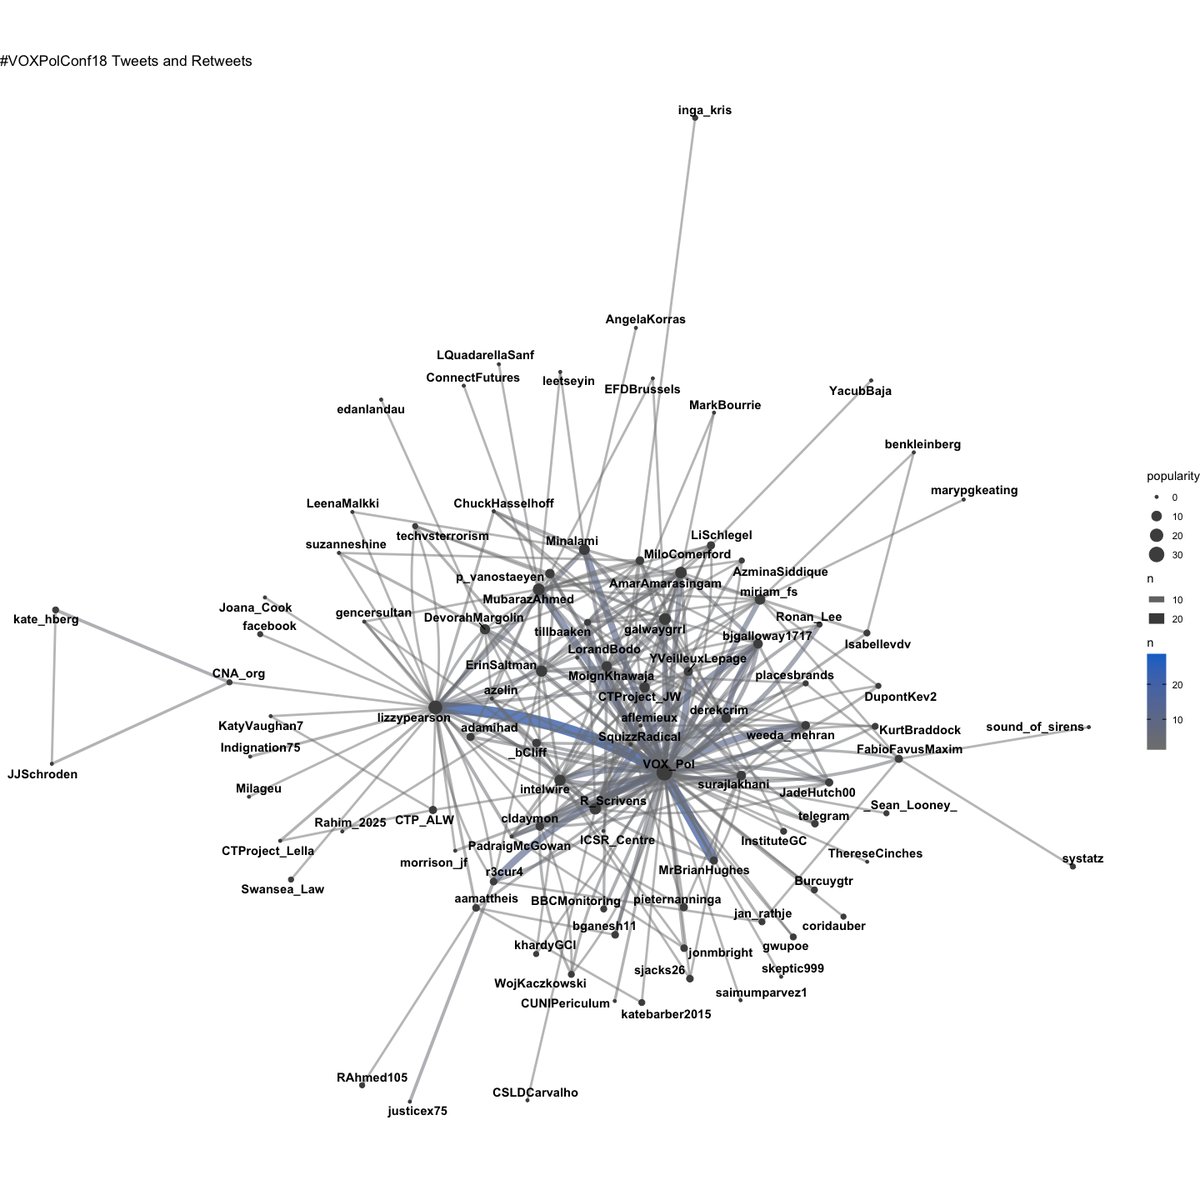 #VOXPolConf18 Tweets and Retweets
inga_kris
AngelaKorras
LQuadarellaSanf
ConnectFutures
leetseyin
EFDBrussels
YacubBaja
edanlandau
MarkBourrie
benkleinberg
popularity
0
10
20
30
marypgkeating
LeenaMalkki
ChuckHasselhoff
techvsterrorism
Minalami
LiSchlegel
suzanneshine
MiloComerford
p_vanostaeyen
AmarAmarasingam
AzminaSiddique
n
10
20
MubarazAhmed
miriam_fs
Joana_Cook
gencersultan
DevorahMargolin
Ronan_Lee
kate_hberg
facebook
tillbaaken
galwaygrrl
bjgalloway1717
Isabellevdv
n
20
10
LorandBodo
YVeilleuxLepage
CNA_org
ErinSaltman
MoignKhawaja
placesbrands
azelin
CTProject_JW
DupontKev2
lizzypearson
aflemieux
derekcrim
KatyVaughan7
adamihad
SquizzRadical
weeda_mehran
KurtBraddock
sound_of_sirens
Indignation75
_bCliff
FabioFavusMaxim
JJSchroden
VOX_Pol
Milageu
intelwire
surajlakhani
JadeHutch00
R_Scrivens
_Sean_Looney_
Rahim_2025
CTP_ALW
cldaymon
telegram
CTProject_Lella
PadraigMcGowan
ICSR_Centre
InstituteGC
morrison_jf
ThereseCinches
systatz
r3cur4
MrBrianHughes
Swansea_Law
Burcuygtr
aamattheis
BBCMonitoring
pieternanninga
jan_rathje
bganesh11
coridauber
khardyGCI
jonmbright
gwupoe
sjacks26
skeptic999
WojKaczkowski
saimumparvez1
CUNIPericulum
katebarber2015
RAhmed105
CSLDCarvalho
justicex75